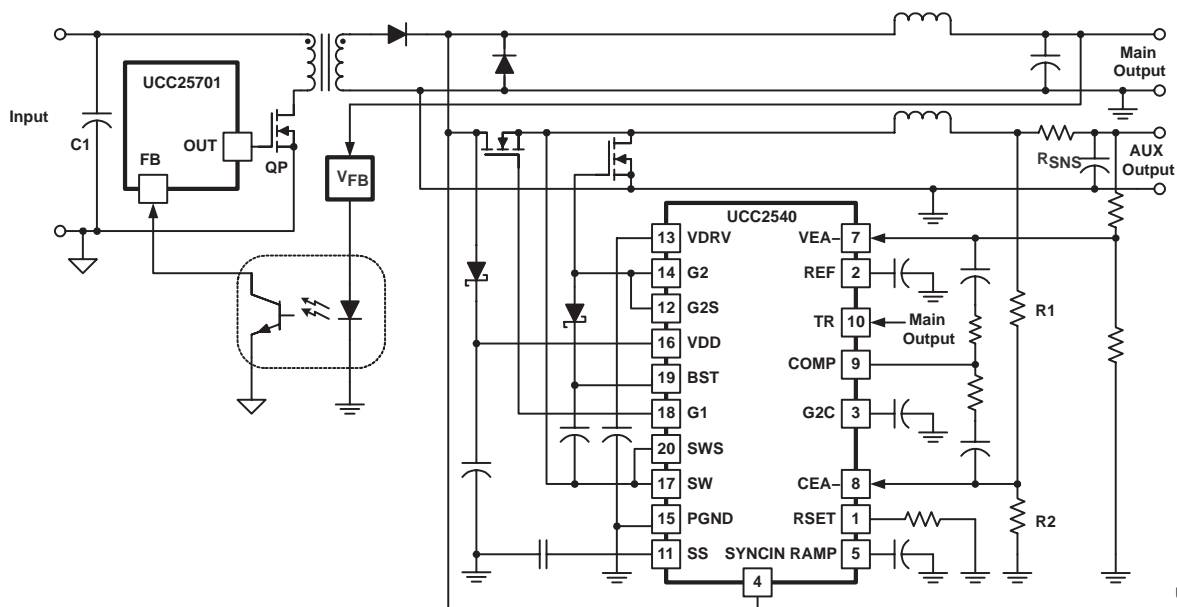 UCC25701
Input
C1
OUT
FB
QP
VFB
Main
Output
RSNS
AUX
Output
UCC2540
13 VDRV
14 G2
12 G2S
16 VDD
19 BST
18 G1
20 SWS
17 SW
15 PGND
11 SS
VEA– 7
REF 2
TR 10
Main
Output
COMP 9
G2C 3
CEA– 8
RSET 1
SYNCIN RAMP 5
4
R1
R2